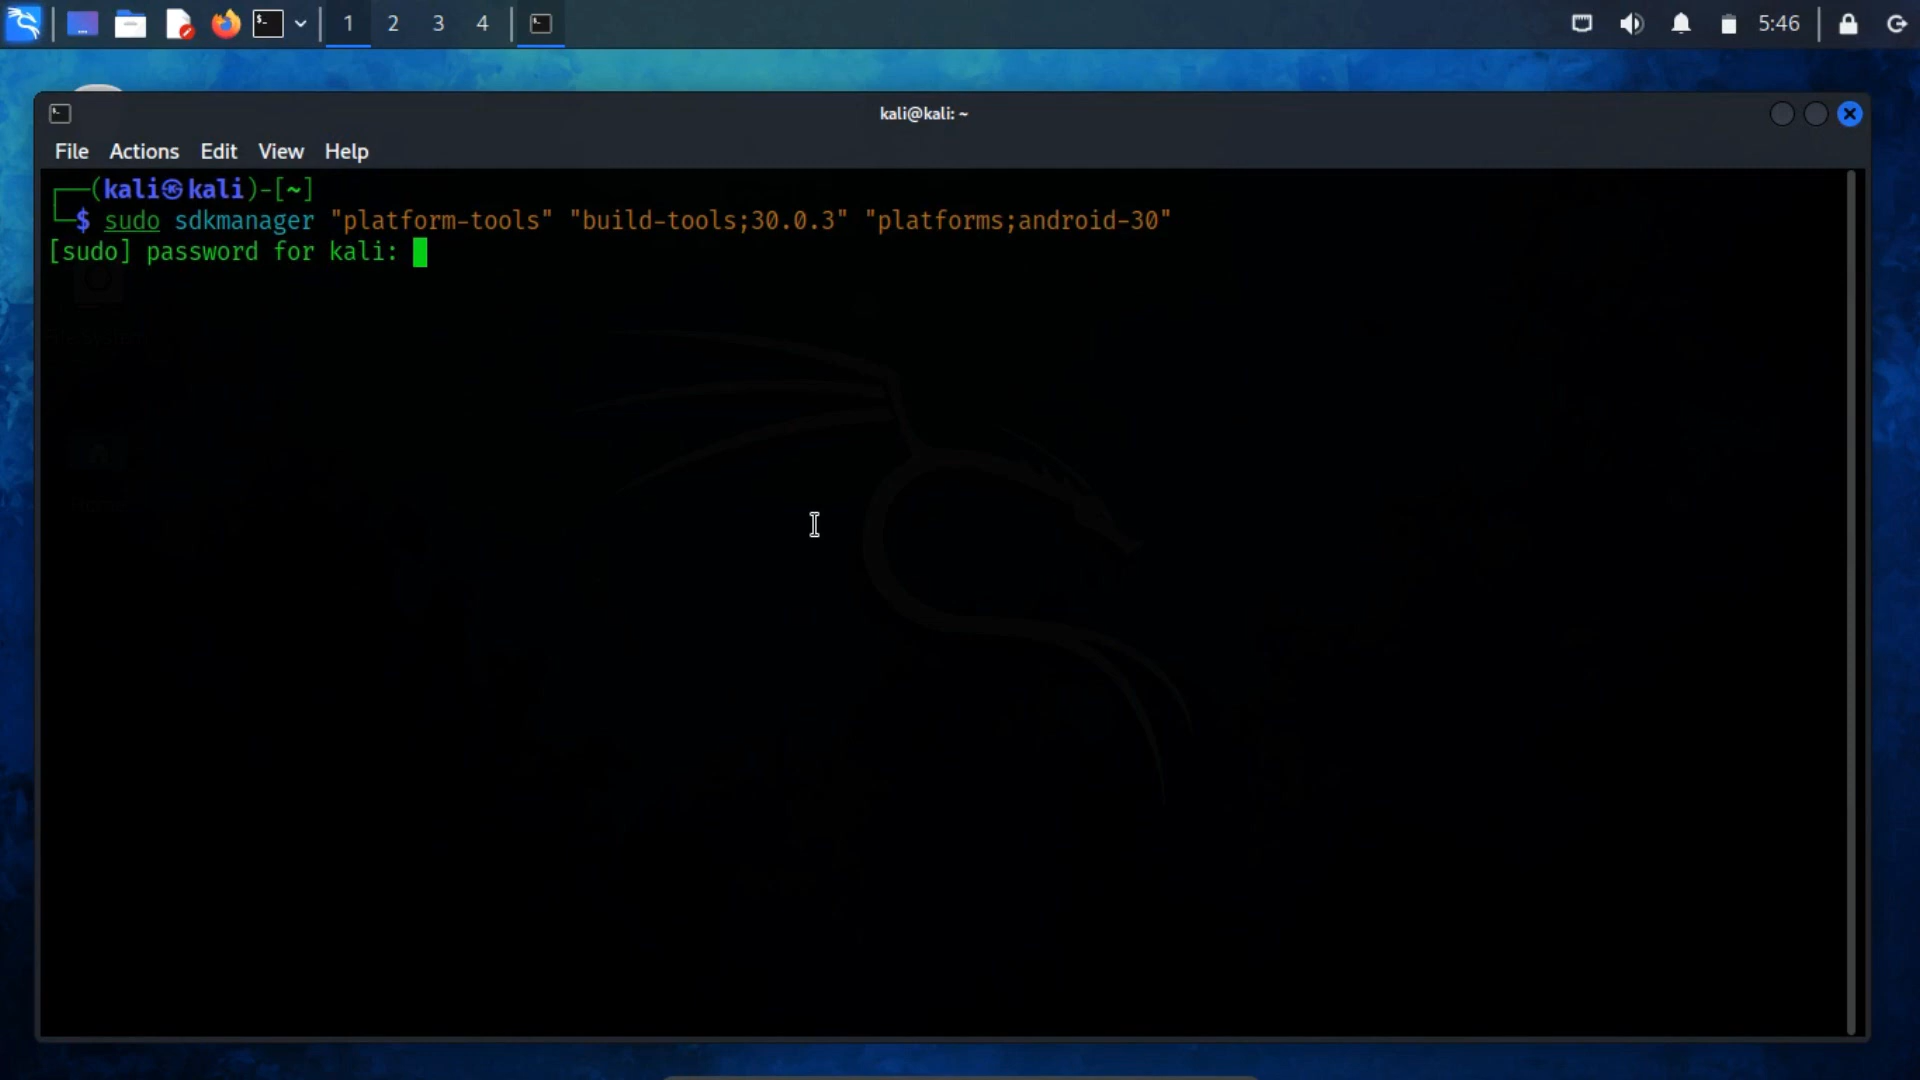 1 2 3 4
5:46
kali@kali: ~
File Actions Edit View Help
┌──(kali㉿kali)-[~]
└─$ sudo sdkmanager "platform-tools" "build-tools;30.0.3" "platforms;android-30"
[sudo] password for kali: